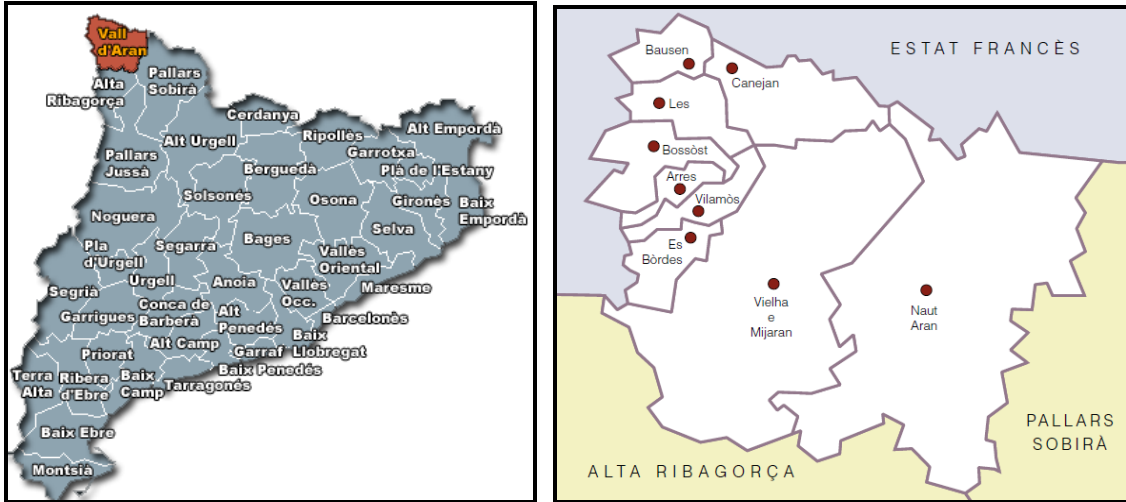 Vall
d'Aran
Alta
Ribagorça
Pallars
Sobirà
Cerdanya
Alt Urgell
Ripollès
Alt Empordà
Garrotxa
Pallars
Jussà
Berguedà
Plà de l'Estany
Solsonés
Osona
Gironès
Baix
Empordà
Noguera
Selva
Bages
Segarra
Pla
d'Urgell
Vallès
Oriental
Urgell
Anoia
Vallès
Occ.
Maresme
Segrià
Conca de
Barberà
Garrigues
Alt
Penedés
Barcelonès
Baix
Llobregat
Alt Camp
Garraf
Priorat
Baix Penedés
Terra
Alta
Ribera
d'Ebre
Baix
Camp
Tarragonés
Baix Ebre
Montsià
ESTAT FRANCÈS
Bausen
Canejan
Les
Bossòst
Arres
Vilamòs
Es
Bòrdes
Vielha
e
Mijaran
Naut
Aran
PALLARS
SOBIRÀ
ALTA RIBAGORÇA